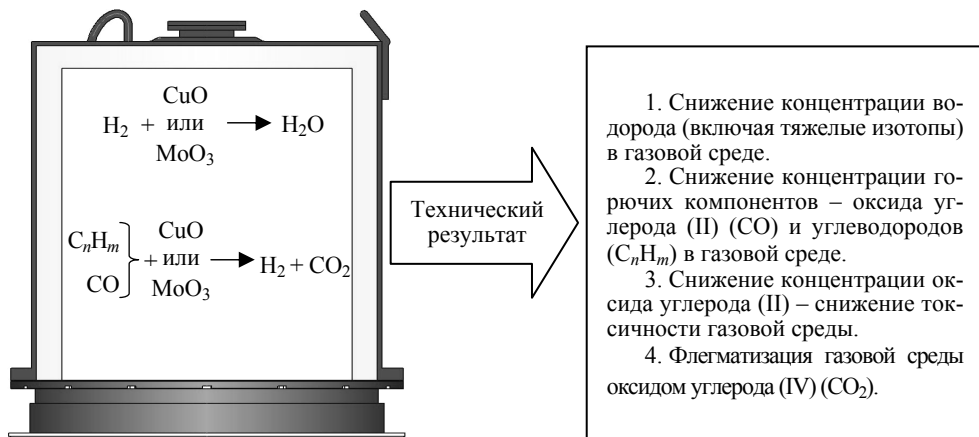 CuO
или
MoO₃
H₂ + → H₂O
CₙHₘ
CO
+
CuO
или
MoO₃
→ H₂ + CO₂
Технический
результат
1. Снижение концентрации во-
дорода (включая тяжелые изотопы)
в газовой среде.
2. Снижение концентрации го-
рючих компонентов – оксида уг-
лерода (II) (CO) и углеводородов
(CₙHₘ) в газовой среде.
3. Снижение концентрации ок-
сида углерода (II) – снижение ток-
сичности газовой среды.
4. Флегматизация газовой среды
оксидом углерода (IV) (CO₂).